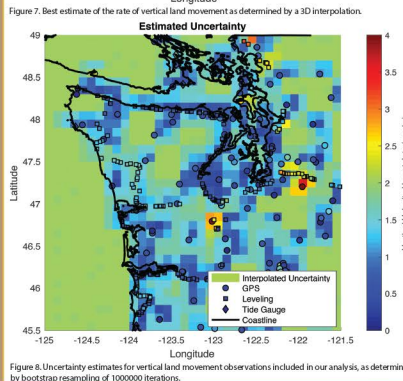 Longitude
Figure 7. Best estimate of the rate of vertical land movement as determined by a 3D interpolation.
Estimated Uncertainty
49
48.5
48
47.5
47
46.5
46
45.5
Latitude
-125
-124.5
-124
-123.5
-123
-122.5
-122
-121.5
Longitude
Interpolated Uncertainty
GPS
Leveling
Tide Gauge
Coastline
4
3.5
3
2.5
2
1.5
1
0.5
0
Figure 8. Uncertainty estimates for vertical land movement observations included in our analysis, as determin
by bootstrap resampling of 1000000 iterations.